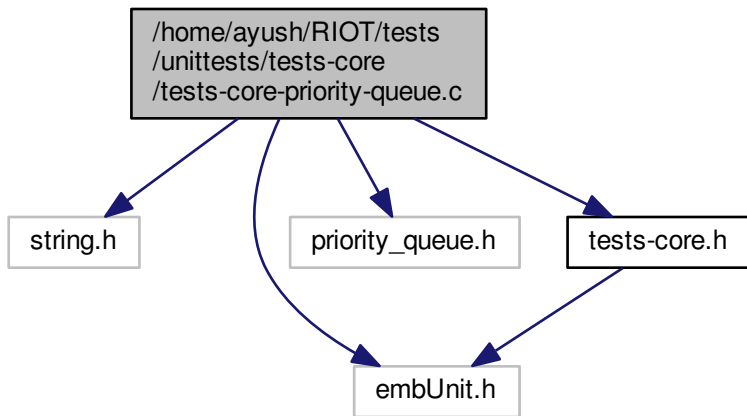 /home/ayush/RIOT/tests
/unittests/tests-core
/tests-core-priority-queue.c
string.h
priority_queue.h
tests-core.h
embUnit.h